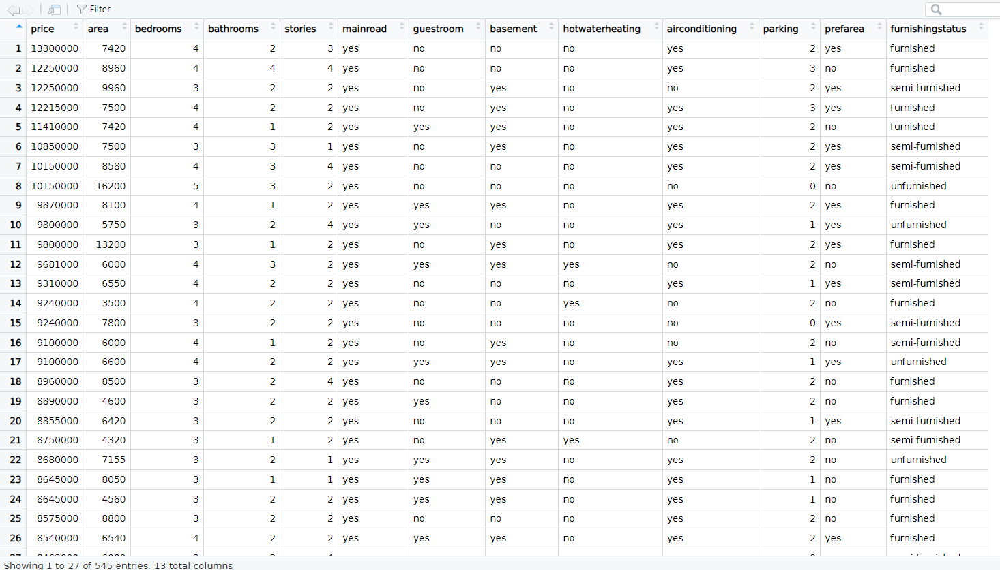 Filter
price area bedrooms bathrooms stories mainroad guestroom basement hotwaterheating airconditioning parking prefarea furnishingstatus
1 13300000 7420 4 2 3 yes no no no yes 2 yes furnished
2 12250000 8960 4 4 4 yes no no no yes 3 no furnished
3 12250000 9960 3 2 2 yes no yes no no 2 yes semi-furnished
4 12215000 7500 4 2 2 yes no yes no yes 3 yes furnished
5 11410000 7420 4 1 2 yes yes yes no yes 2 no furnished
6 10850000 7500 3 3 1 yes no yes no yes 2 yes semi-furnished
7 10150000 8580 4 3 4 yes no no no yes 2 yes semi-furnished
8 10150000 16200 5 3 2 yes no no no no 0 no unfurnished
9 9870000 8100 4 1 2 yes yes yes no yes 2 yes furnished
10 9800000 5750 3 2 4 yes yes no no yes 1 yes unfurnished
11 9800000 13200 3 1 2 yes no yes no yes 2 yes furnished
12 9681000 6000 4 3 2 yes yes yes yes no 2 no semi-furnished
13 9310000 6550 4 2 2 yes no no no yes 1 yes semi-furnished
14 9240000 3500 4 2 2 yes no no yes no 2 no furnished
15 9240000 7800 3 2 2 yes no no no no 0 yes semi-furnished
16 9100000 6000 4 1 2 yes no yes no no 2 no semi-furnished
17 9100000 6600 4 2 2 yes yes yes no yes 1 yes unfurnished
18 8960000 8500 3 2 4 yes no no no yes 2 no furnished
19 8890000 4600 3 2 2 yes yes no no yes 2 no furnished
20 8855000 6420 3 2 2 yes no no no yes 1 yes semi-furnished
21 8750000 4320 3 1 2 yes no yes yes no 2 no semi-furnished
22 8680000 7155 3 2 1 yes yes yes no yes 2 no unfurnished
23 8645000 8050 3 1 1 yes yes yes no yes 1 no furnished
24 8645000 4560 3 2 2 yes yes yes no yes 1 no furnished
25 8575000 8800 3 2 2 yes no no no yes 2 no furnished
26 8540000 6540 4 2 2 yes yes yes no yes 2 yes furnished
Showing 1 to 27 of 545 entries, 13 total columns